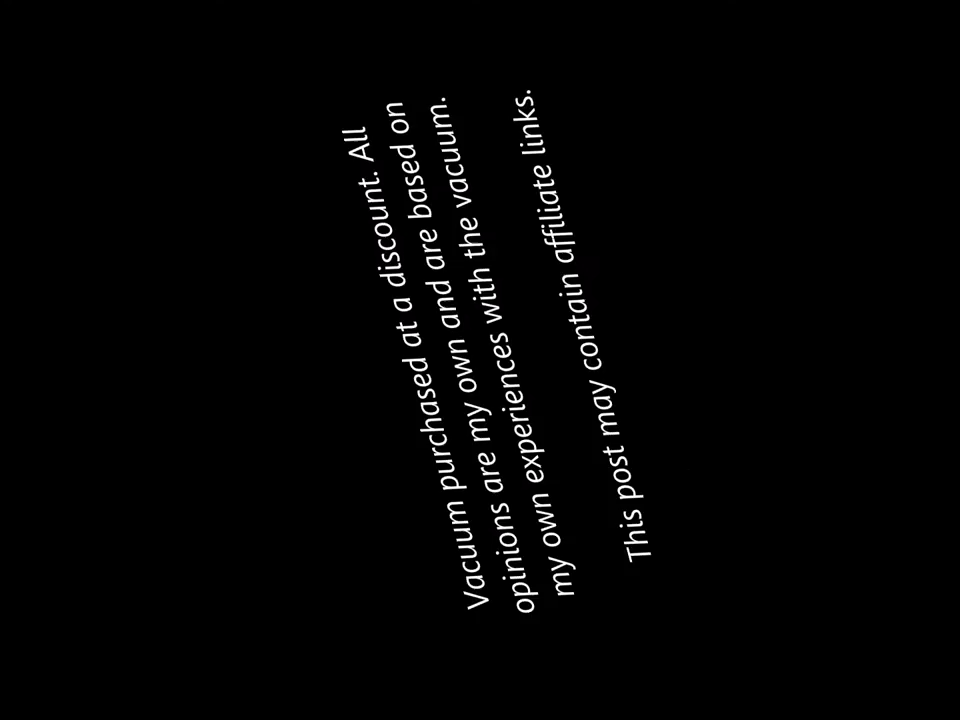 Vacuum purchased at a discount. All
opinions are my own and are based on
my own experiences with the vacuum.
This post may contain affiliate links.